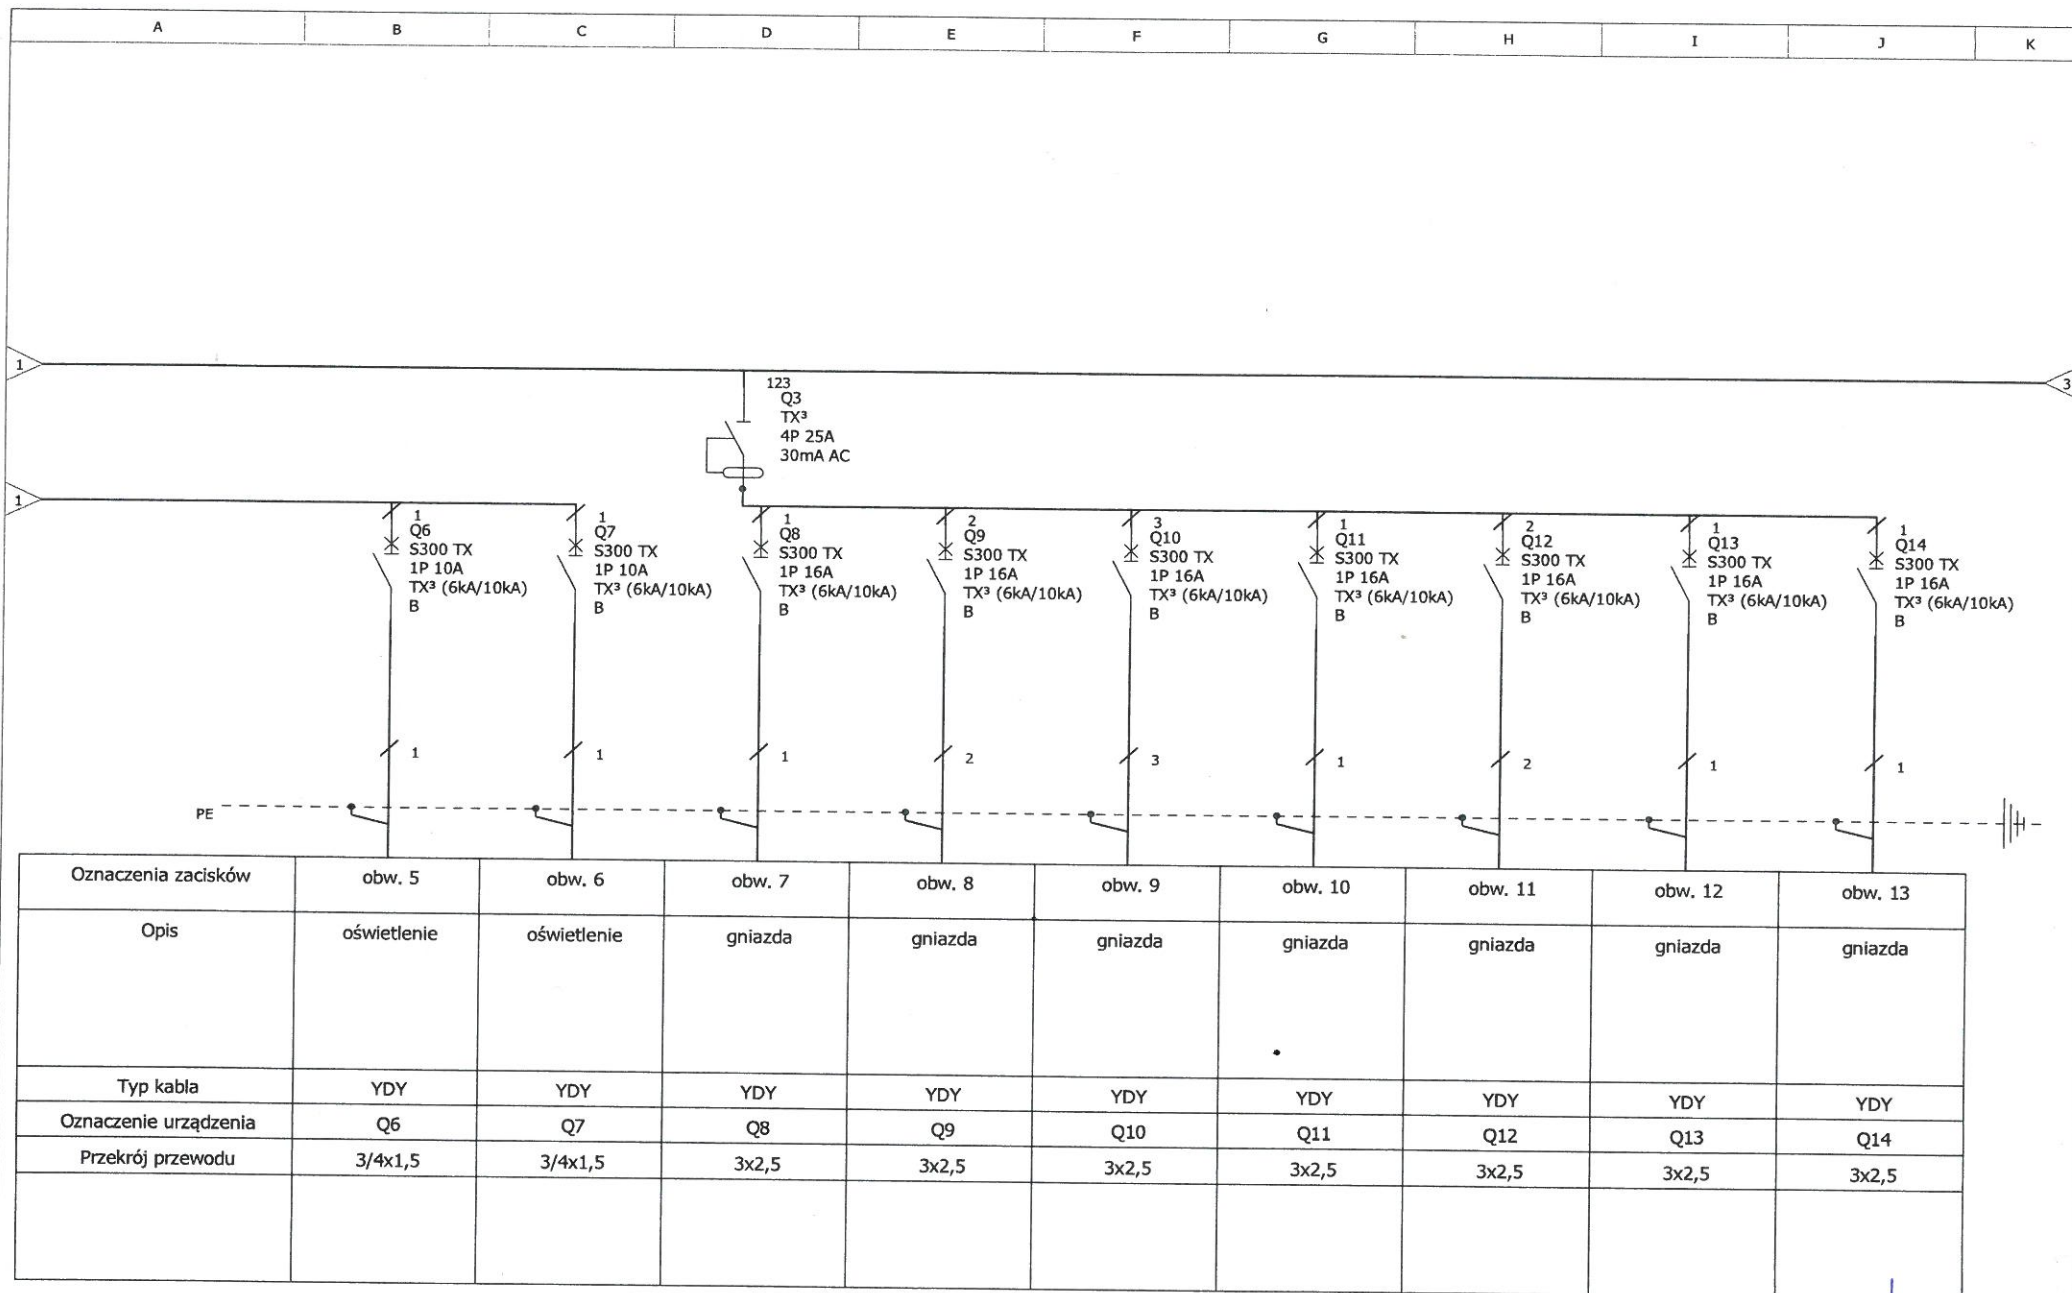 A B C D E F G H I J K
1
3
123
Q3
TX³
4P 25A
30mA AC
1
1
Q6
S300 TX
1P 10A
TX³ (6kA/10kA)
B
1
Q7
S300 TX
1P 10A
TX³ (6kA/10kA)
B
1
Q8
S300 TX
1P 16A
TX³ (6kA/10kA)
B
2
Q9
S300 TX
1P 16A
TX³ (6kA/10kA)
B
3
Q10
S300 TX
1P 16A
TX³ (6kA/10kA)
B
1
Q11
S300 TX
1P 16A
TX³ (6kA/10kA)
B
2
Q12
S300 TX
1P 16A
TX³ (6kA/10kA)
B
1
Q13
S300 TX
1P 16A
TX³ (6kA/10kA)
B
1
Q14
S300 TX
1P 16A
TX³ (6kA/10kA)
B
1 1 1 2 3 1 2 1 1
PE
Oznaczenia zacisków obw. 5 obw. 6 obw. 7 obw. 8 obw. 9 obw. 10 obw. 11 obw. 12 obw. 13
Opis oświetlenie oświetlenie gniazda gniazda gniazda gniazda gniazda gniazda gniazda
Typ kabla YDY YDY YDY YDY YDY YDY YDY YDY YDY
Oznaczenie urządzenia Q6 Q7 Q8 Q9 Q10 Q11 Q12 Q13 Q14
Przekrój przewodu 3/4x1,5 3/4x1,5 3x2,5 3x2,5 3x2,5 3x2,5 3x2,5 3x2,5 3x2,5